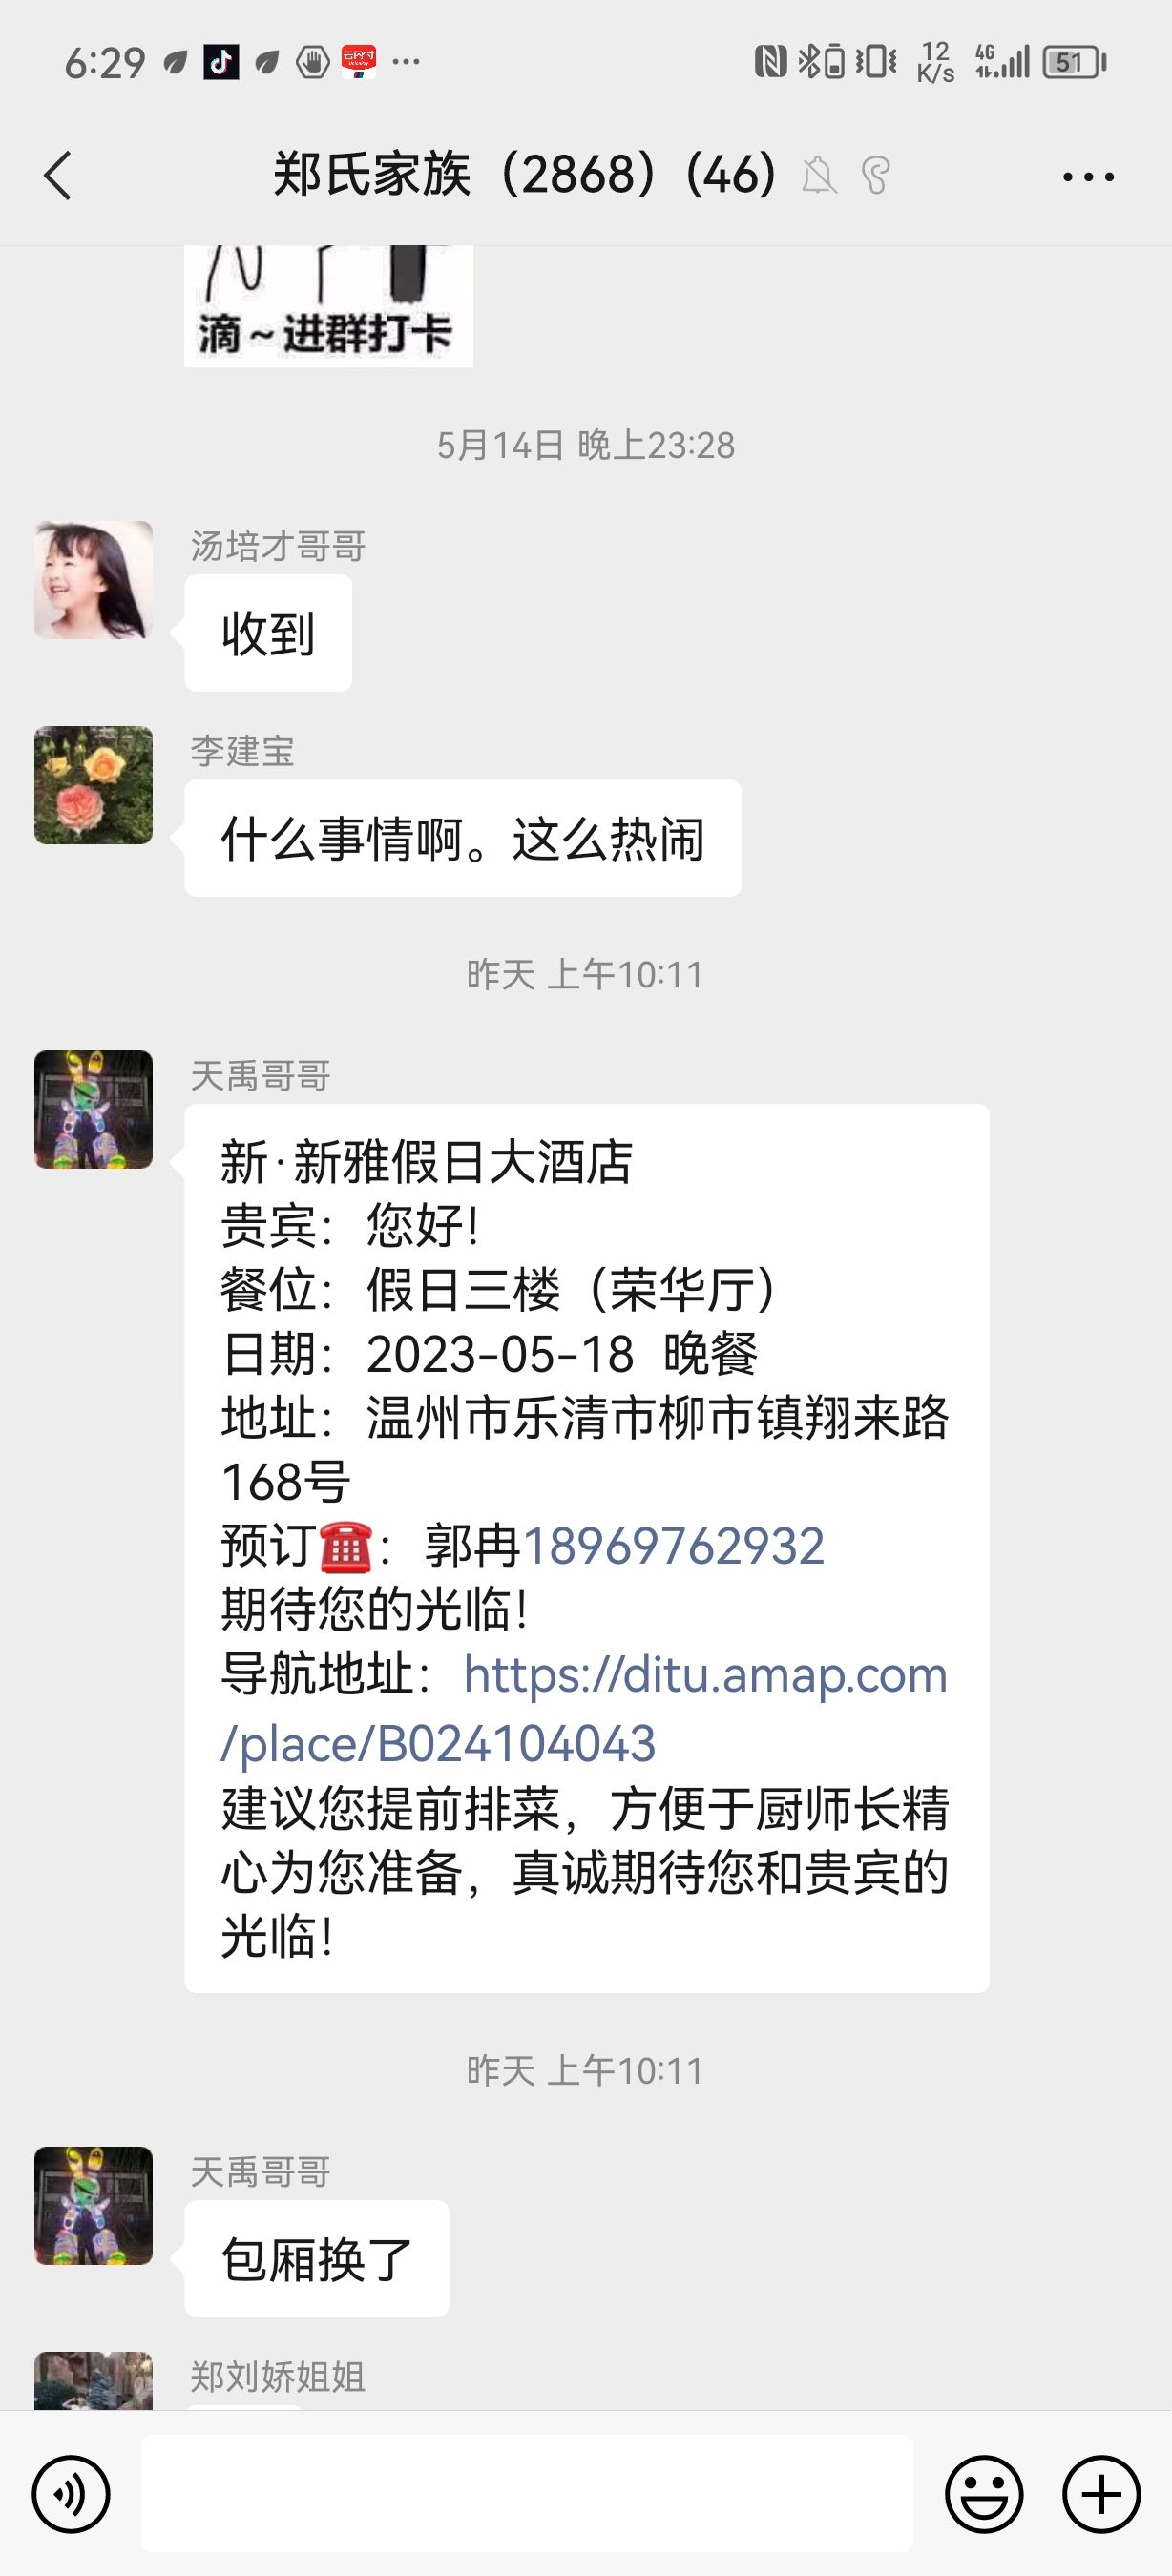 6:29
云闪付
12
K/s
4G
51
郑氏家族（2868）(46)
滴~进群打卡
5月14日 晚上23:28
汤培才哥哥
收到
李建宝
什么事情啊。这么热闹
昨天 上午10:11
天禹哥哥
新·新雅假日大酒店
贵宾：您好！
餐位：假日三楼（荣华厅）
日期：2023-05-18 晚餐
地址：温州市乐清市柳市镇翔来路
168号
预订☎️：郭冉18969762932
期待您的光临！
导航地址：https://ditu.amap.com
/place/B024104043
建议您提前排菜，方便于厨师长精
心为您准备，真诚期待您和贵宾的
光临！
昨天 上午10:11
天禹哥哥
包厢换了
郑刘娇姐姐